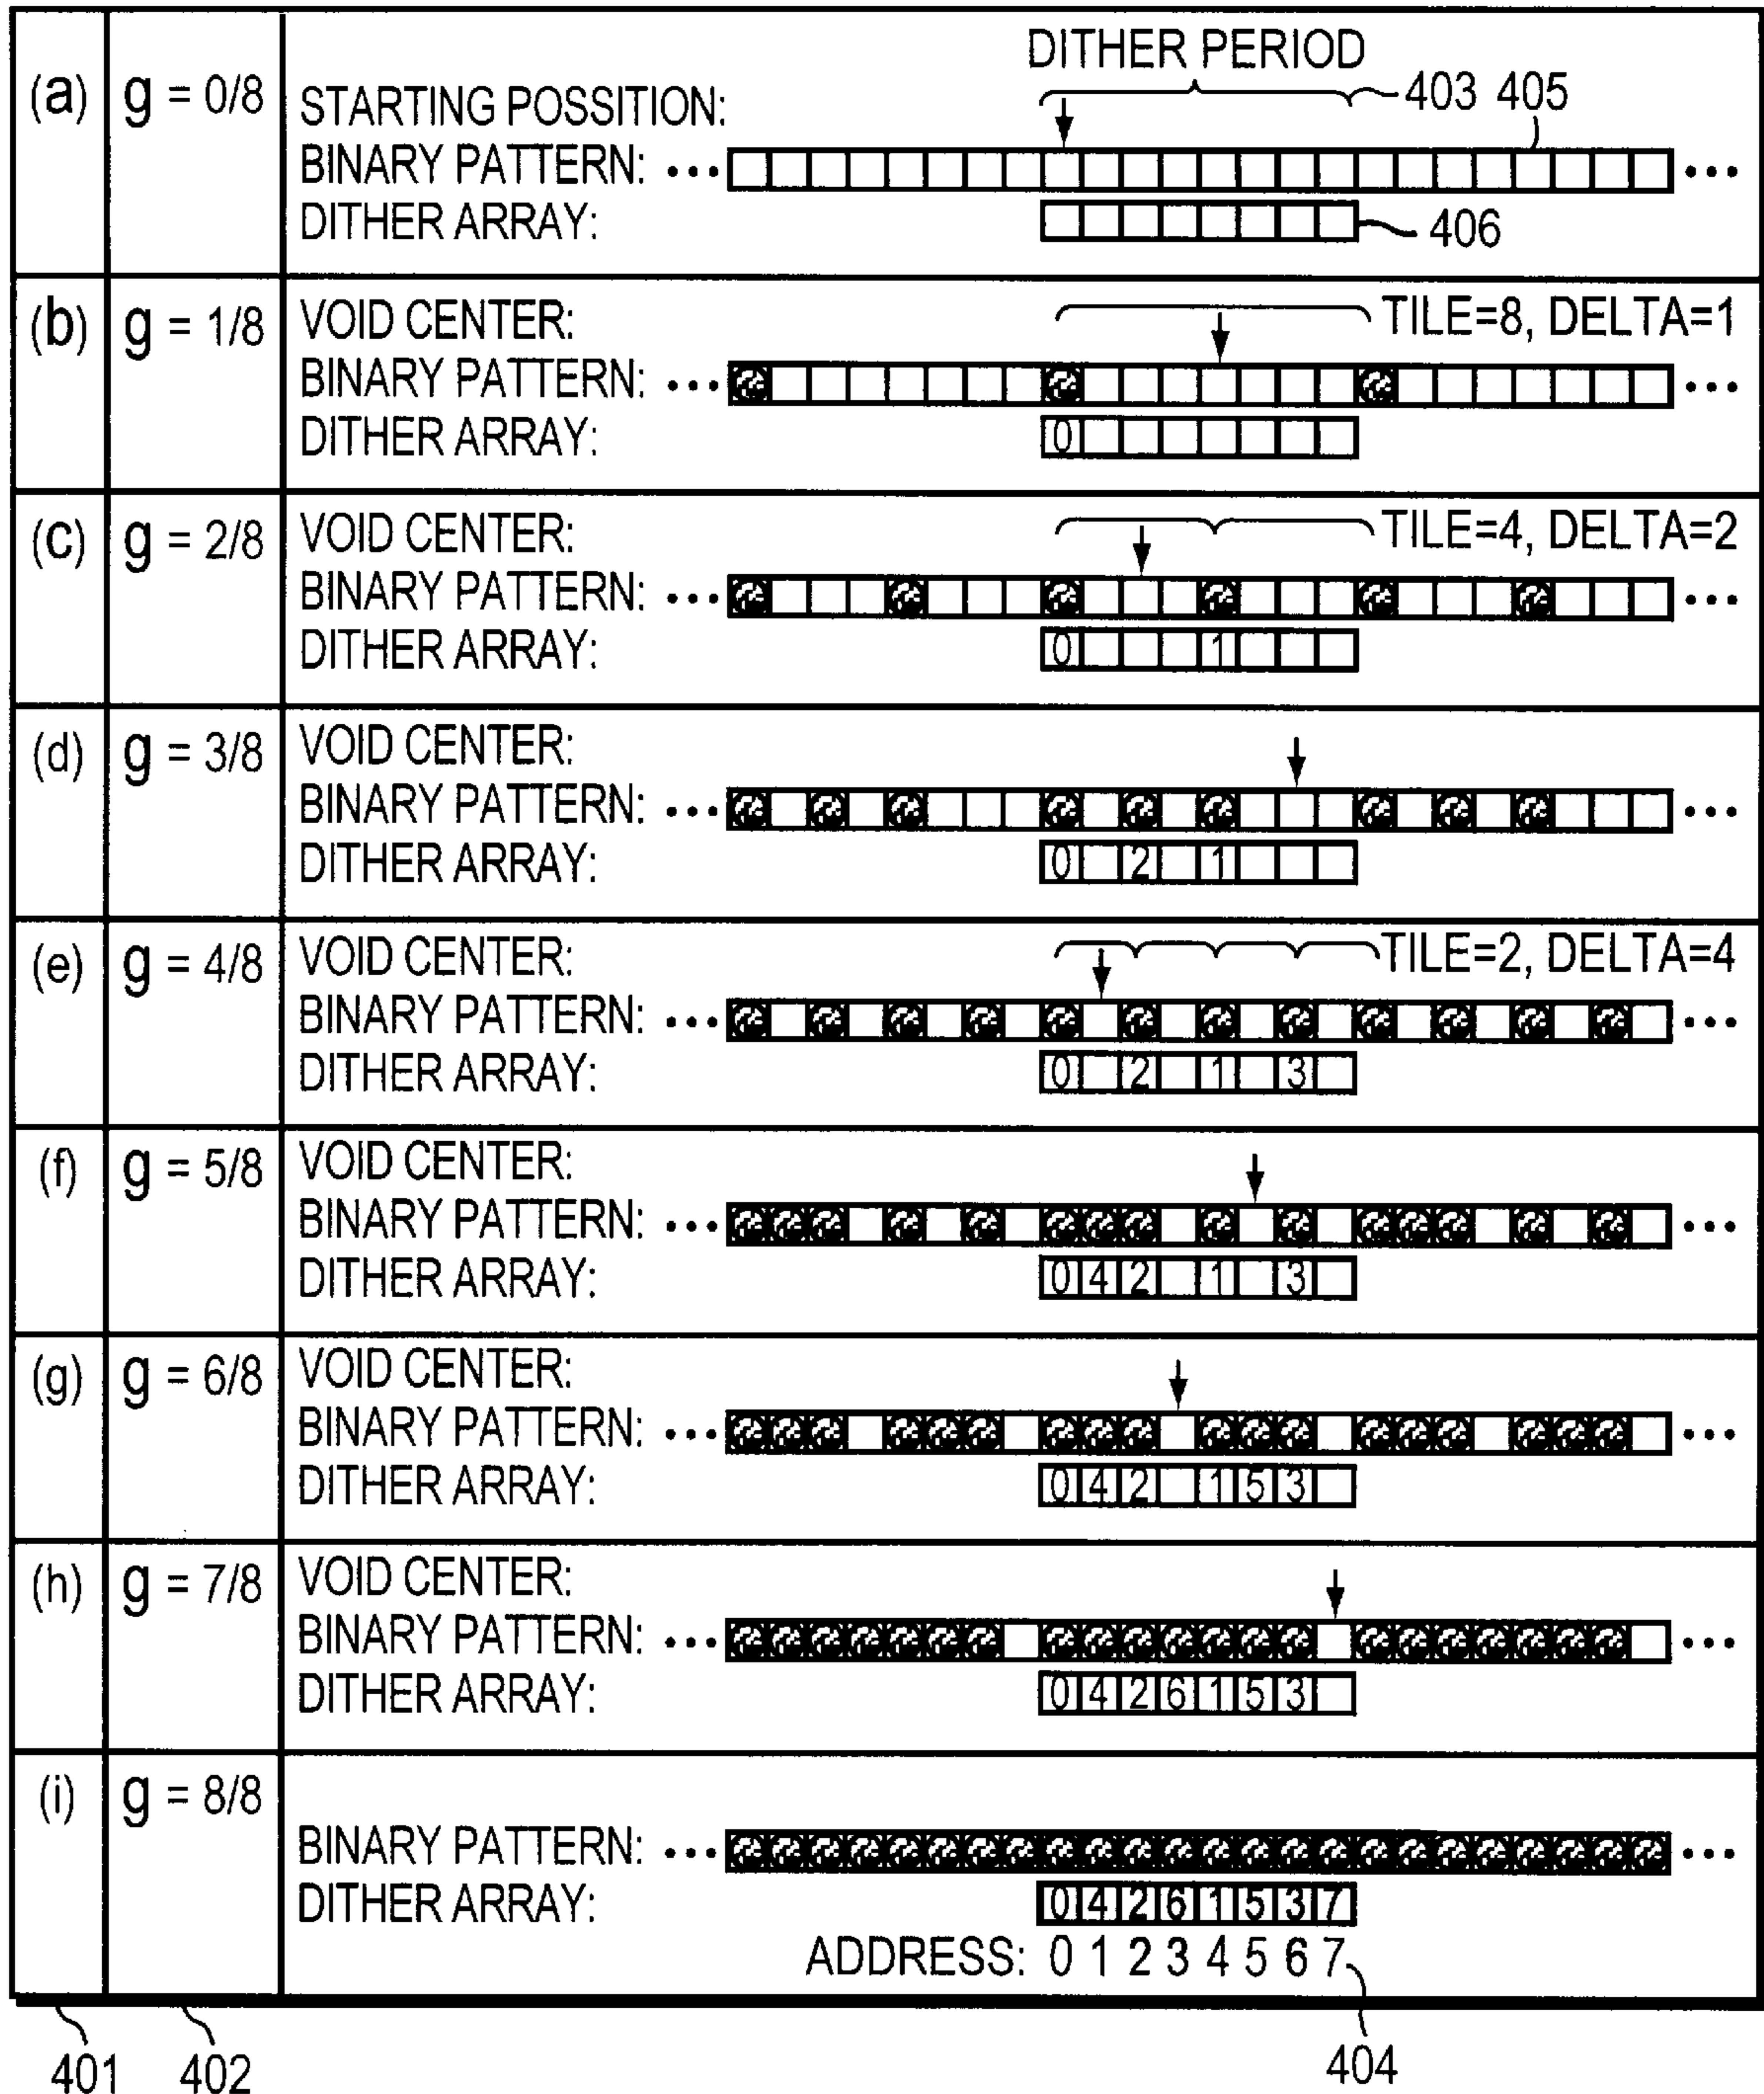 DITHER PERIOD
(a) g = 0/8 STARTING POSSITION: 403 405
BINARY PATTERN: ... ...
DITHER ARRAY: 406
(b) g = 1/8 VOID CENTER: TILE=8, DELTA=1
BINARY PATTERN: ... ...
DITHER ARRAY: 0
(c) g = 2/8 VOID CENTER: TILE=4, DELTA=2
BINARY PATTERN: ... ...
DITHER ARRAY: 0 1
(d) g = 3/8 VOID CENTER:
BINARY PATTERN: ... ...
DITHER ARRAY: 0 2 1
(e) g = 4/8 VOID CENTER: TILE=2, DELTA=4
BINARY PATTERN: ... ...
DITHER ARRAY: 0 2 1 3
(f) g = 5/8 VOID CENTER:
BINARY PATTERN: ... ...
DITHER ARRAY: 0 4 2 1 3
(g) g = 6/8 VOID CENTER:
BINARY PATTERN: ... ...
DITHER ARRAY: 0 4 2 1 5 3
(h) g = 7/8 VOID CENTER:
BINARY PATTERN: ... ...
DITHER ARRAY: 0 4 2 6 1 5 3
(i) g = 8/8
BINARY PATTERN: ... ...
DITHER ARRAY: 0 4 2 6 1 5 3 7
ADDRESS: 0 1 2 3 4 5 6 7
401 402 404